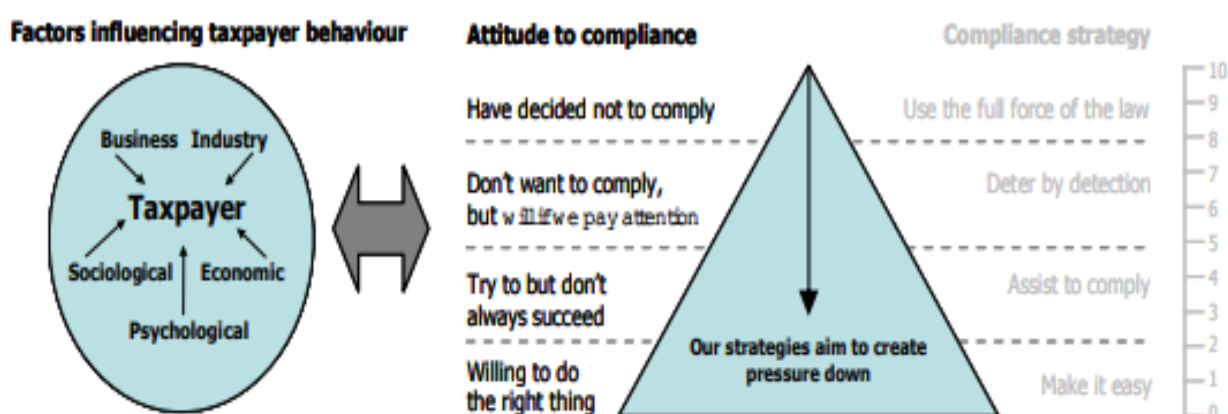 Factors influencing taxpayer behaviour
Business Industry
Taxpayer
Sociological Economic
Psychological
Attitude to compliance
Have decided not to comply
Don't want to comply,
but will if we pay attention
Try to but don't
always succeed
Willing to do
the right thing
Our strategies aim to create
pressure down
Compliance strategy
Use the full force of the law
Deter by detection
Assist to comply
Make it easy
10
9
8
7
6
5
4
3
2
1
0